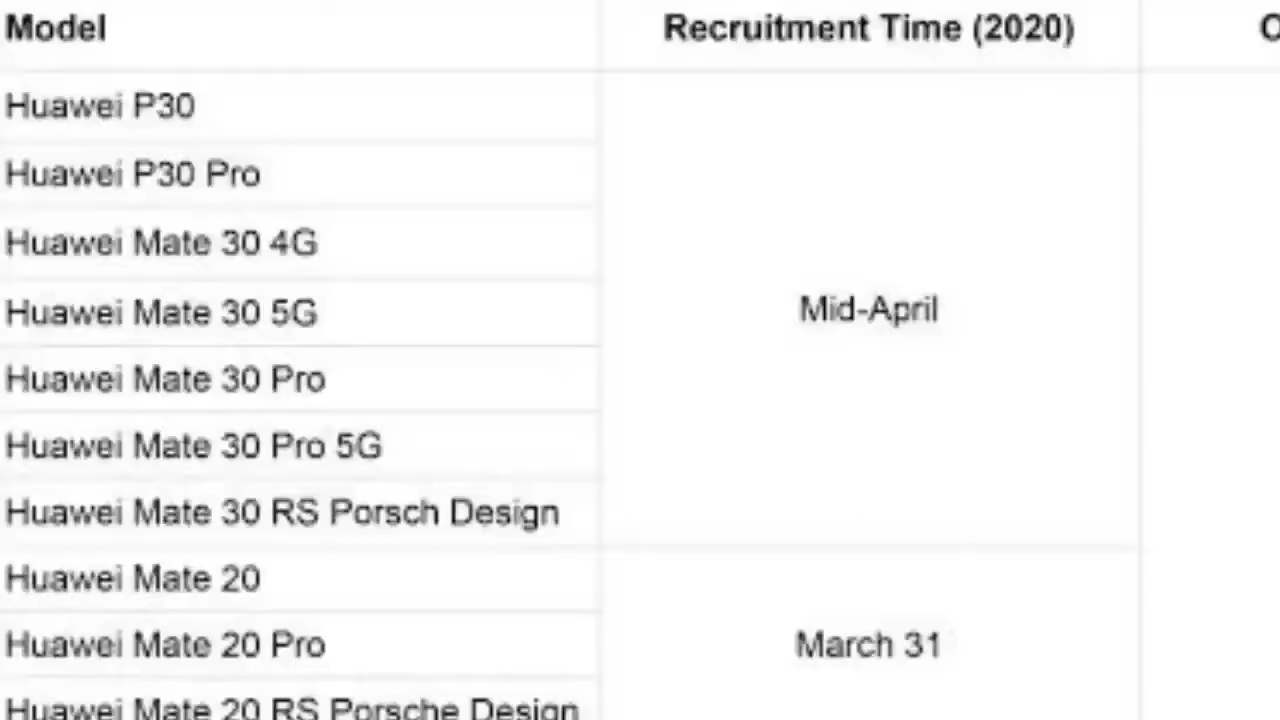 Model Recruitment Time (2020)
Huawei P30
Huawei P30 Pro
Huawei Mate 30 4G
Huawei Mate 30 5G
Mid-April
Huawei Mate 30 Pro
Huawei Mate 30 Pro 5G
Huawei Mate 30 RS Porsch Design
Huawei Mate 20
Huawei Mate 20 Pro March 31
Huawei Mate 20 RS Porsche Design